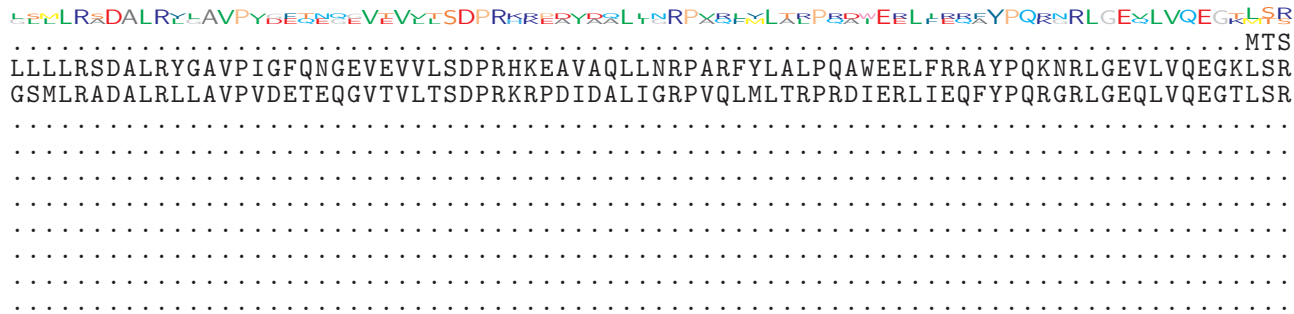 .............................................................................MTS
LLLLRSDALRYGAVPIGFQNGEVEVVLSDPRHKEAVAQLLNRPARFYLALPQAWEELFRRAYPQKNRLGEVLVQEGKLSR
GSMLRADALRLLAVPVDETEQGVTVLTSDPRKRPDIDALIGRPVQLMLTRPRDIERLIEQFYPQRGRLGEQLVQEGTLSR
................................................................................
................................................................................
................................................................................
................................................................................
................................................................................
................................................................................
................................................................................
................................................................................